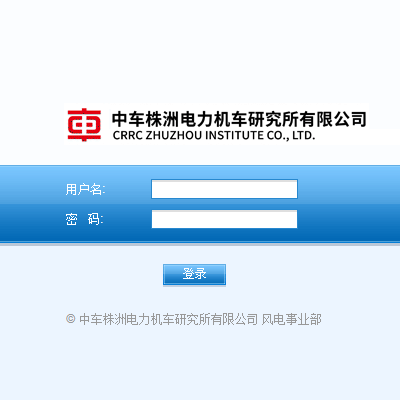 中车株洲电力机车研究所有限公司
CRRC ZHUZHOU INSTITUTE CO., LTD.
用户名:
密 码:
登录
© 中车株洲电力机车研究所有限公司 风电事业部